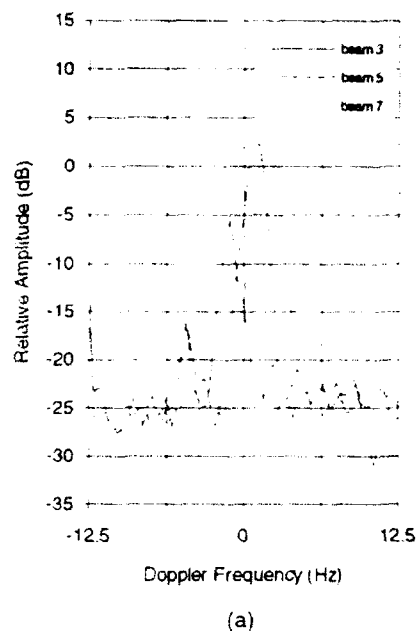 15
10
5
0
-5
-10
-15
-20
-25
-30
-35
Relative Amplitude (dB)
beam 3
beam 5
beam 7
-12.5 0 12.5
Doppler Frequency (Hz)
(a)